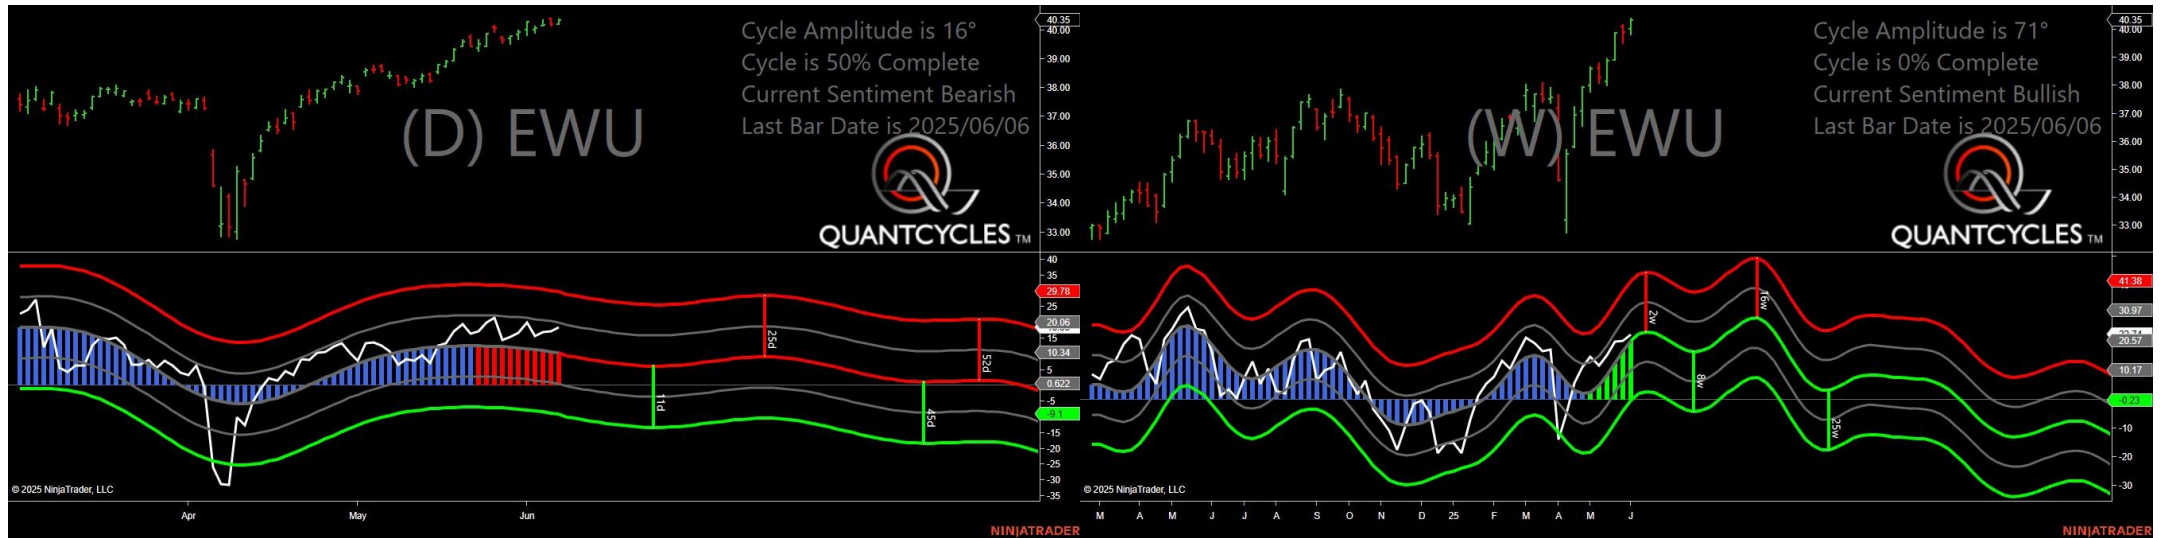 Cycle Amplitude is 16°
Cycle is 50% Complete
Current Sentiment Bearish
Last Bar Date is 2025/06/06
(D) EWU
QUANTCYCLES TM
40.35
40.00
39.00
38.00
37.00
36.00
35.00
34.00
33.00
40
35
29.78
25
20.06
15
10.34
5
0.622
-5
-9.1
-15
-20
-25
-30
-35
11d
25d
45d
52d
© 2025 NinjaTrader, LLC
Apr May Jun
NINJATRADER
Cycle Amplitude is 71°
Cycle is 0% Complete
Current Sentiment Bullish
Last Bar Date is 2025/06/06
(W) EWU
QUANTCYCLES TM
40.35
40.00
39.00
38.00
37.00
36.00
35.00
34.00
33.00
41.38
30.97
20.57
10.17
-0.23
-10
-20
-30
2w
8w
16w
25w
© 2025 NinjaTrader, LLC
M A M J J A S O N D 25 F M A M J
NINJATRADER